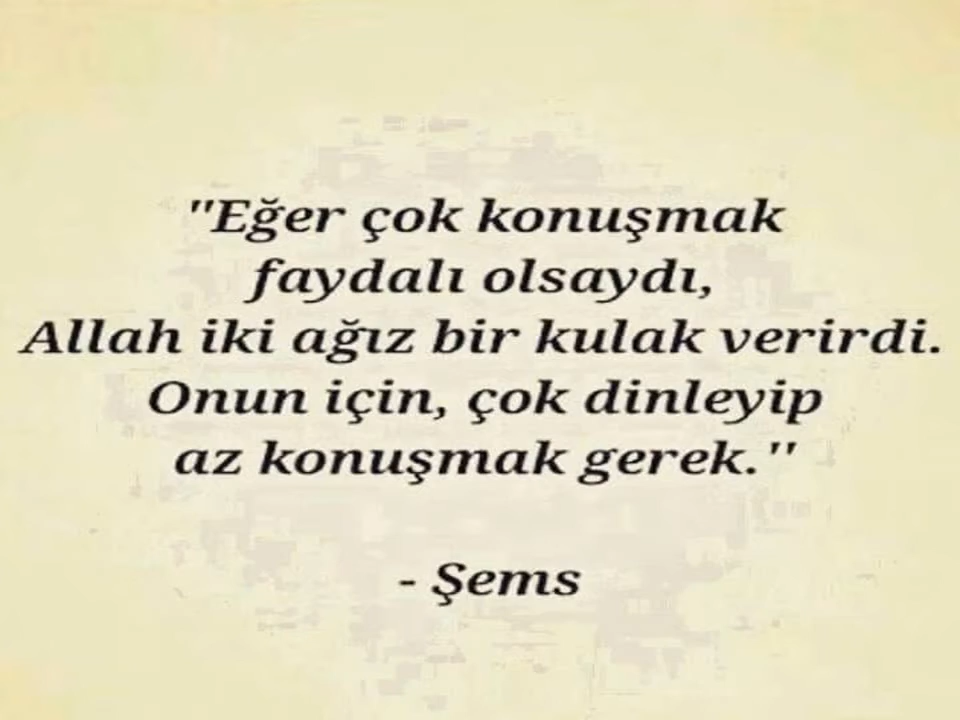 "Eğer çok konuşmak
faydalı olsaydı,
Allah iki ağız bir kulak verirdi.
Onun için, çok dinleyip
az konuşmak gerek."
- Şems